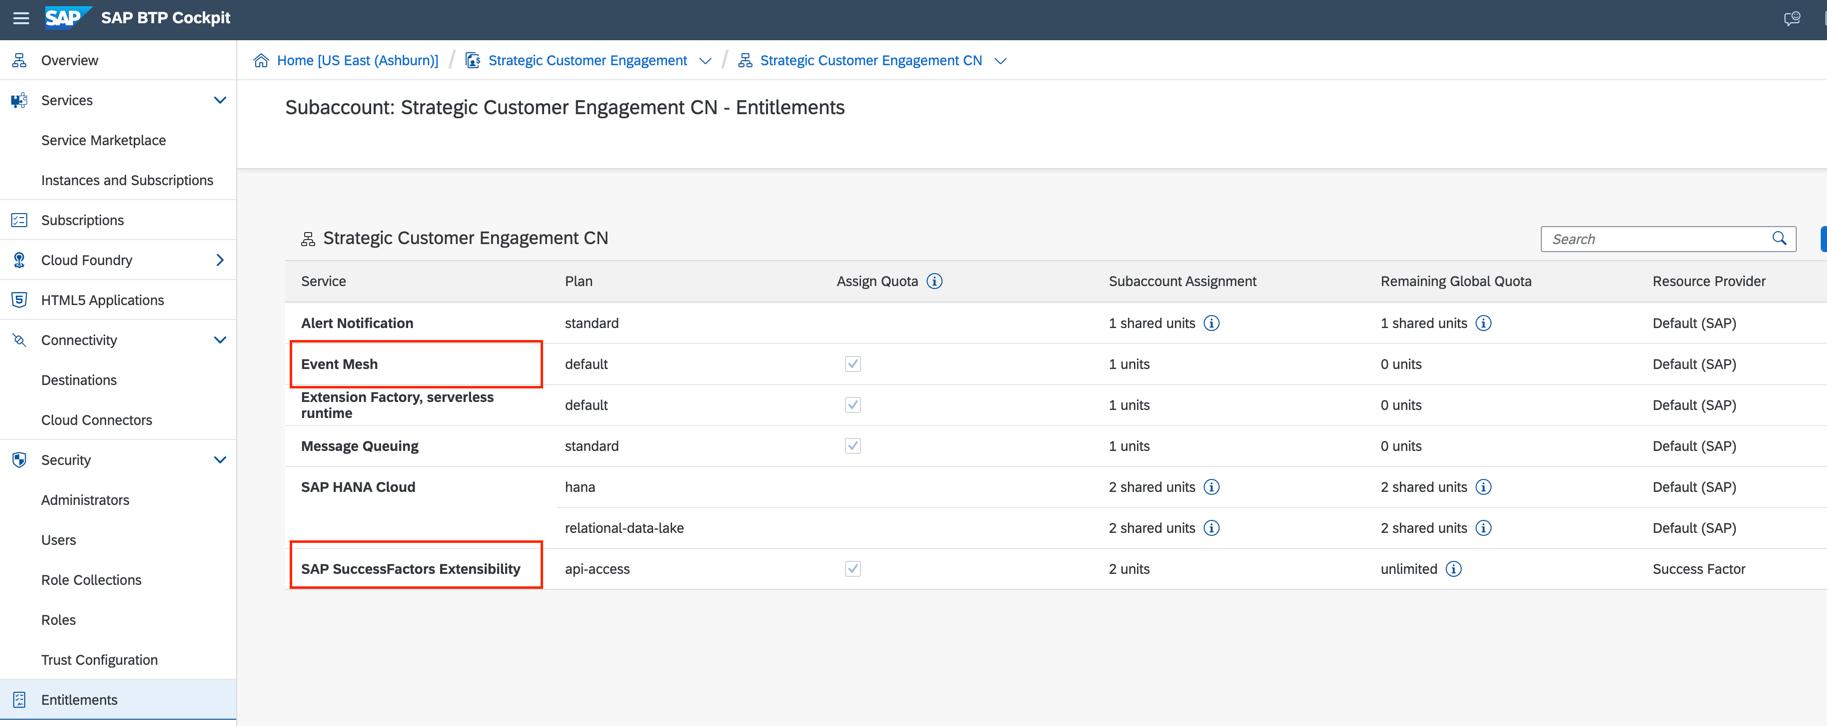 SAP SAP BTP Cockpit
Overview
Services
Service Marketplace
Instances and Subscriptions
Subscriptions
Cloud Foundry
HTML5 Applications
Connectivity
Destinations
Cloud Connectors
Security
Administrators
Users
Role Collections
Roles
Trust Configuration
Entitlements
Home [US East (Ashburn)] / Strategic Customer Engagement / Strategic Customer Engagement CN
Subaccount: Strategic Customer Engagement CN - Entitlements
Strategic Customer Engagement CN
Search
Service Plan Assign Quota Subaccount Assignment Remaining Global Quota Resource Provider
Alert Notification standard 1 shared units 1 shared units Default (SAP)
Event Mesh default 1 units 0 units Default (SAP)
Extension Factory, serverless
runtime default 1 units 0 units Default (SAP)
Message Queuing standard 1 units 0 units Default (SAP)
SAP HANA Cloud hana 2 shared units 2 shared units Default (SAP)
relational-data-lake 2 shared units 2 shared units Default (SAP)
SAP SuccessFactors Extensibility api-access 2 units unlimited Success Factor